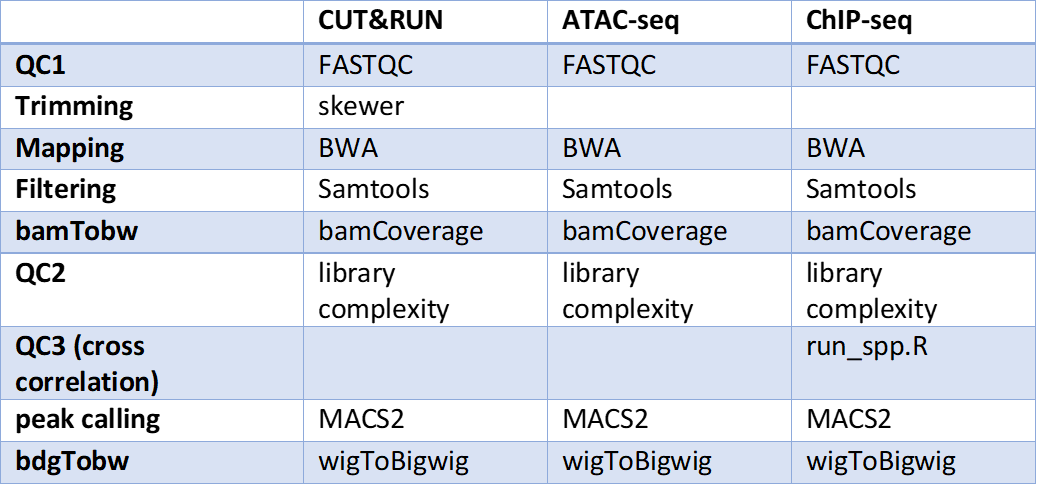 CUT&RUN ATAC-seq ChIP-seq
QC1 FASTQC FASTQC FASTQC
Trimming skewer
Mapping BWA BWA BWA
Filtering Samtools Samtools Samtools
bamTobw bamCoverage bamCoverage bamCoverage
QC2 library library library
complexity complexity complexity
QC3 (cross run_spp.R
correlation)
peak calling MACS2 MACS2 MACS2
bdgTobw wigToBigwig wigToBigwig wigToBigwig